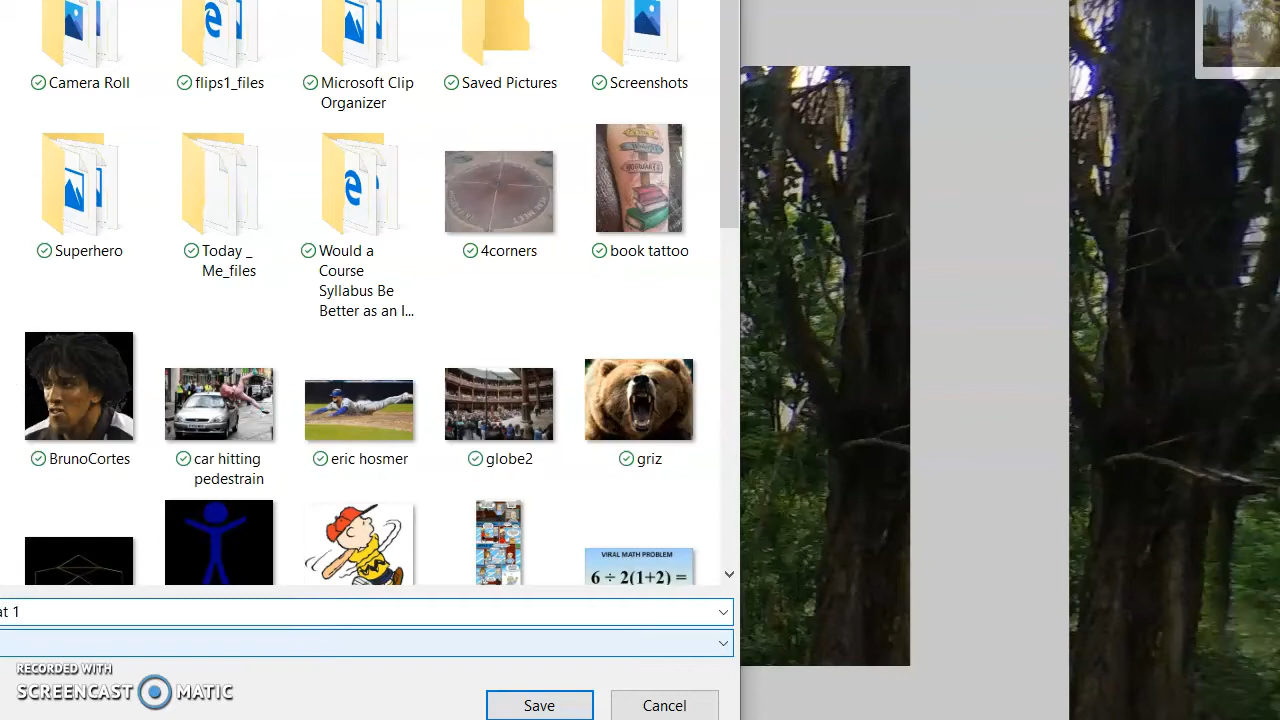 Camera Roll
flips1_files
Microsoft Clip
Organizer
Saved Pictures
Screenshots
Superhero
Today _
Me_files
Would a
Course
Syllabus Be
Better as an I...
4corners
book tattoo
BrunoCortes
car hitting
pedestrain
eric hosmer
globe2
griz
VIRAL MATH PROBLEM
6 ÷ 2(1+2) =
at 1
RECORDED WITH
SCREENCAST MATIC
Save
Cancel